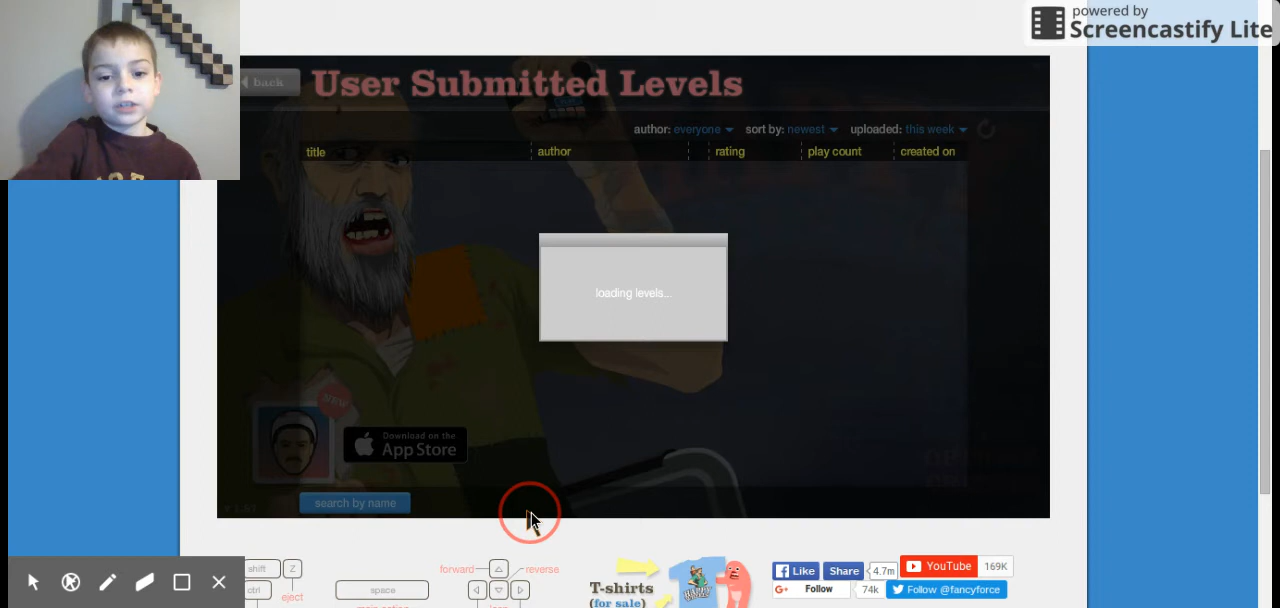 powered by
Screencastify Lite
back
User Submitted Levels
author: everyone sort by: newest uploaded: this week
title author rating play count created on
loading levels...
NEW
Download on the
App Store
search by name
shift Z forward reverse
ctrl eject space
T-shirts
(for sale)
Like Share 4.7m YouTube 169K
G+ Follow 74k Follow @fancyforce